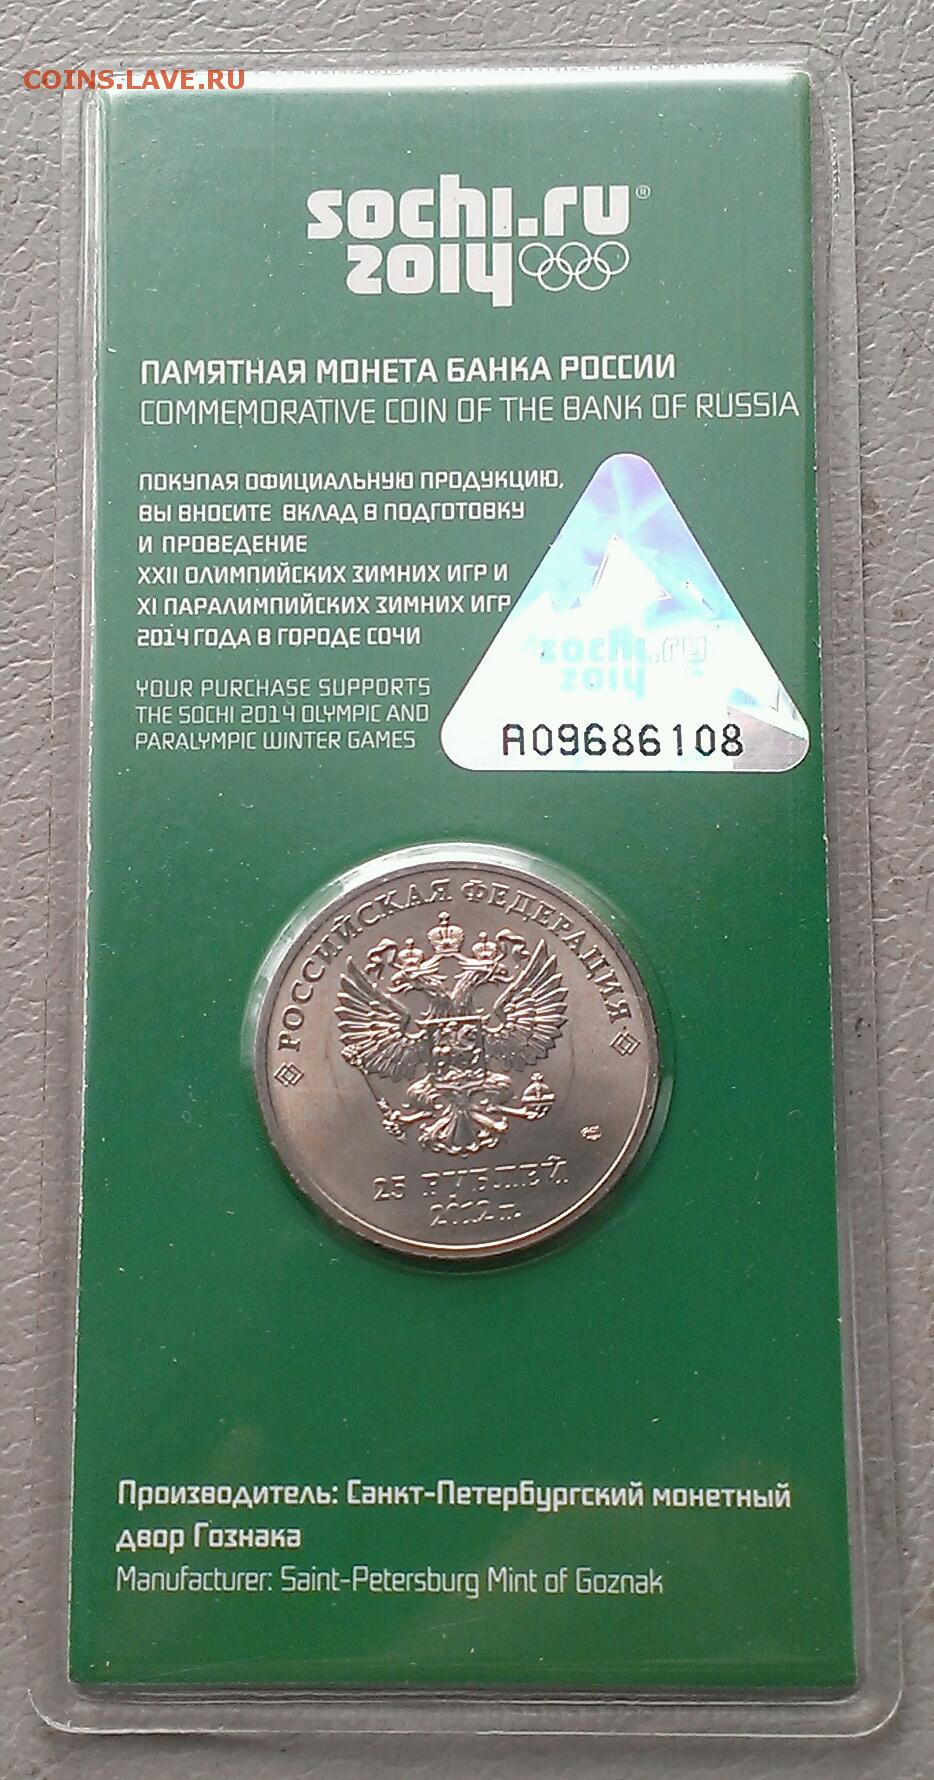 COINS.LAVE.RU
sochi.ru®
2014
ПАМЯТНАЯ МОНЕТА БАНКА РОССИИ
COMMEMORATIVE COIN OF THE BANK OF RUSSIA
ПОКУПАЯ ОФИЦИАЛЬНУЮ ПРОДУКЦИЮ,
ВЫ ВНОСИТЕ ВКЛАД В ПОДГОТОВКУ
И ПРОВЕДЕНИЕ
XXII ОЛИМПИЙСКИХ ЗИМНИХ ИГР И
XI ПАРАЛИМПИЙСКИХ ЗИМНИХ ИГР
2014 ГОДА В ГОРОДЕ СОЧИ
YOUR PURCHASE SUPPORTS
THE SOCHI 2014 OLYMPIC AND
PARALYMPIC WINTER GAMES
sochi.ru
2014
A09686108
РОССИЙСКАЯ ФЕДЕРАЦИЯ
25 РУБЛЕЙ
2012 г.
Производитель: Санкт-Петербургский монетный
двор Гознака
Manufacturer: Saint-Petersburg Mint of Goznak